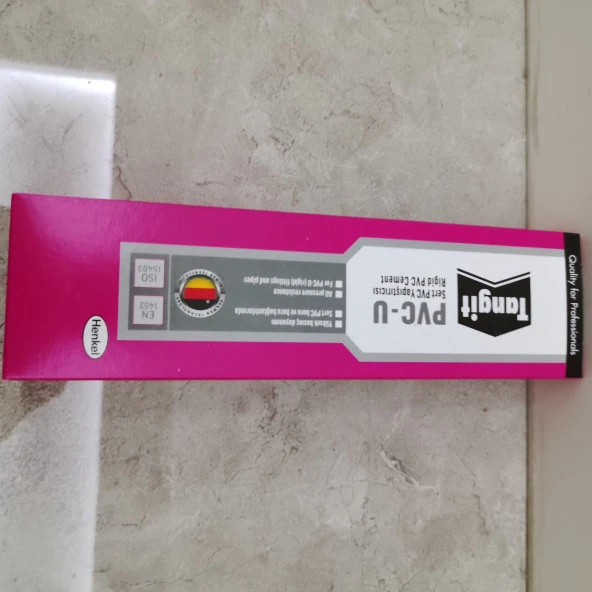 Quality for Professionals
Tangit
PVC-U
Sert PVC Yapıştırıcısı
Rigid PVC Cement
Yüksek basınç dayanımı
Sert PVC ve boru bağlantılarında
All pressure resistance
For PVC-U (rigid) fittings and pipes
EN
1452
ISO
15493
Henkel